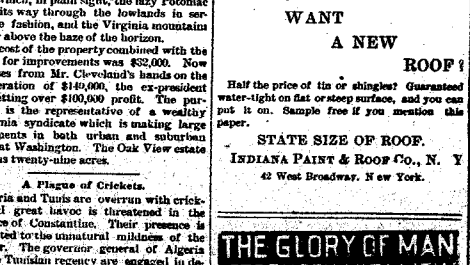 which, in plain sight, the lazy Potomac
its way through the lowlands in ser-
e fashion, and the Virginia mountains
above the haze of the horizon.
cost of the property combined with the
for improvements was $32,000. Now
es from Mr. Cleveland's hands on the
eration of $140,000, the ex-president
etting over $100,000 profit. The pur-
is the representative of a wealthy
nia syndicate which is making large
ments in both urban and suburban
at Washington. The Oak View estate
us twenty-nine acres.
A Plague of Crickets.
ria and Tunis are overrun with crick-
d great havoc is threatened in the
ce of Constantine. Their presence is
ted to the unnatural mildness of the
r. The governor general of Algeria
Tunisian regency are engaged in de-
WANT
A NEW
ROOF?
Half the price of tin or shingles? Guaranteed
water-tight on flat or steep surface, and you can
put it on. Sample free if you mention this
paper.
STATE SIZE OF ROOF.
INDIANA PAINT & ROOF CO., N. Y
42 West Broadway, New York.
THE GLORY OF MAN